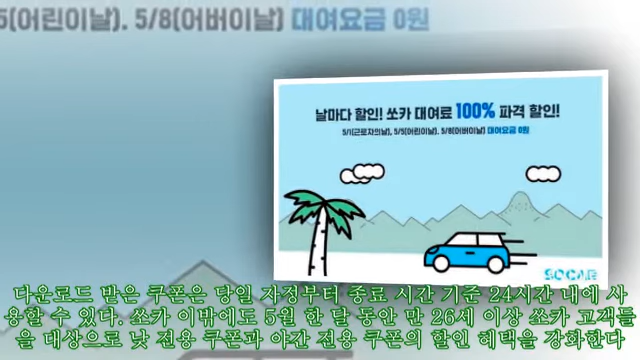 5(어린이날). 5/8(어버이날) 대여요금 0원
날마다 할인! 쏘카 대여료 100% 파격 할인!
5/1(근로자의날), 5/5(어린이날). 5/8(어버이날) 대여요금 0원
SOCAR
다운로드 받은 쿠폰은 당일 자정부터 종료 시간 기준 24시간 내에 사
용할 수 있다. 쏘카 이밖에도 5월 한 달 동안 만 26세 이상 쏘카 고객들
을 대상으로 낮 전용 쿠폰과 야간 전용 쿠폰의 할인 혜택을 강화한다